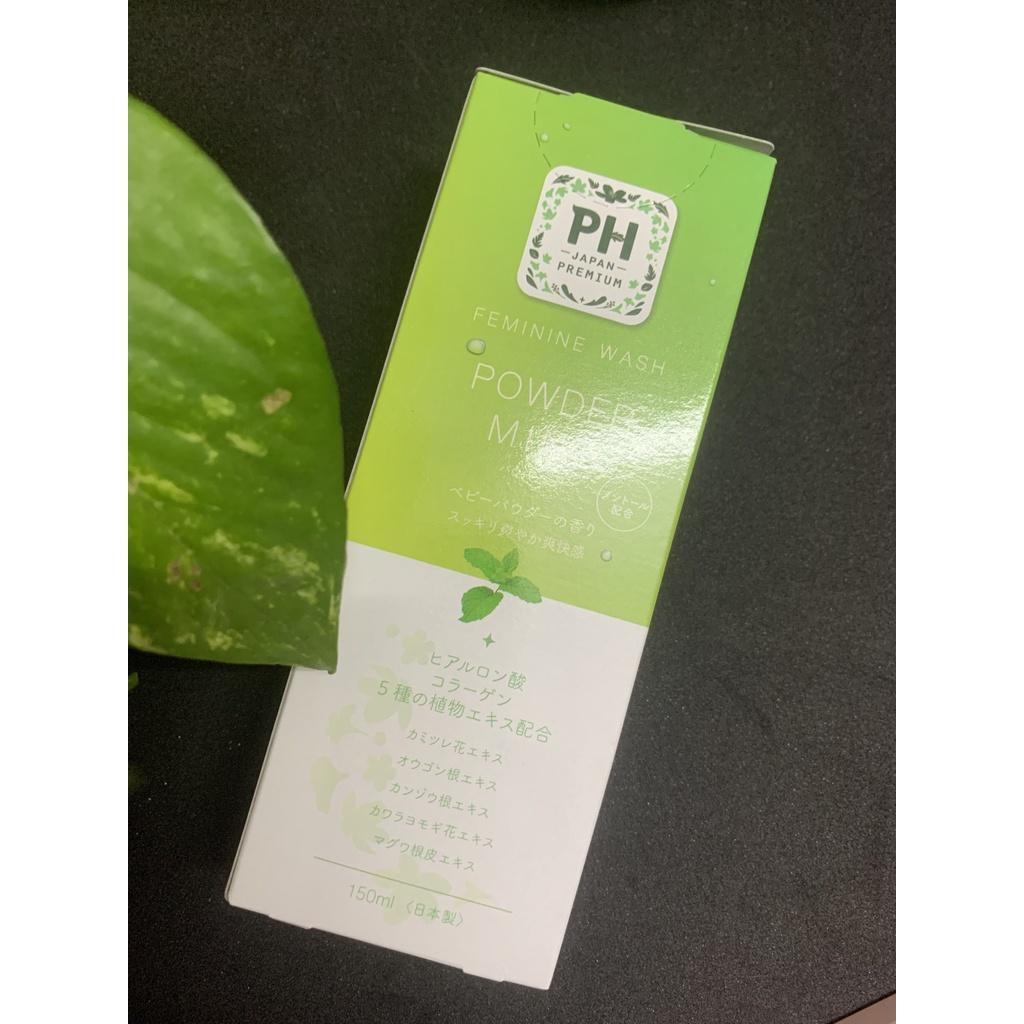 PH
JAPAN
PREMIUM
FEMININE WASH
POWDER
ベビーパウダーの香り
スッキリ爽やか爽快感
メントール
配合
ヒアルロン酸
コラーゲン
5種の植物エキス配合
カミツレ花エキス
オウゴン根エキス
カンゾウ根エキス
カワラヨモギ花エキス
マグワ根皮エキス
150ml〈日本製〉